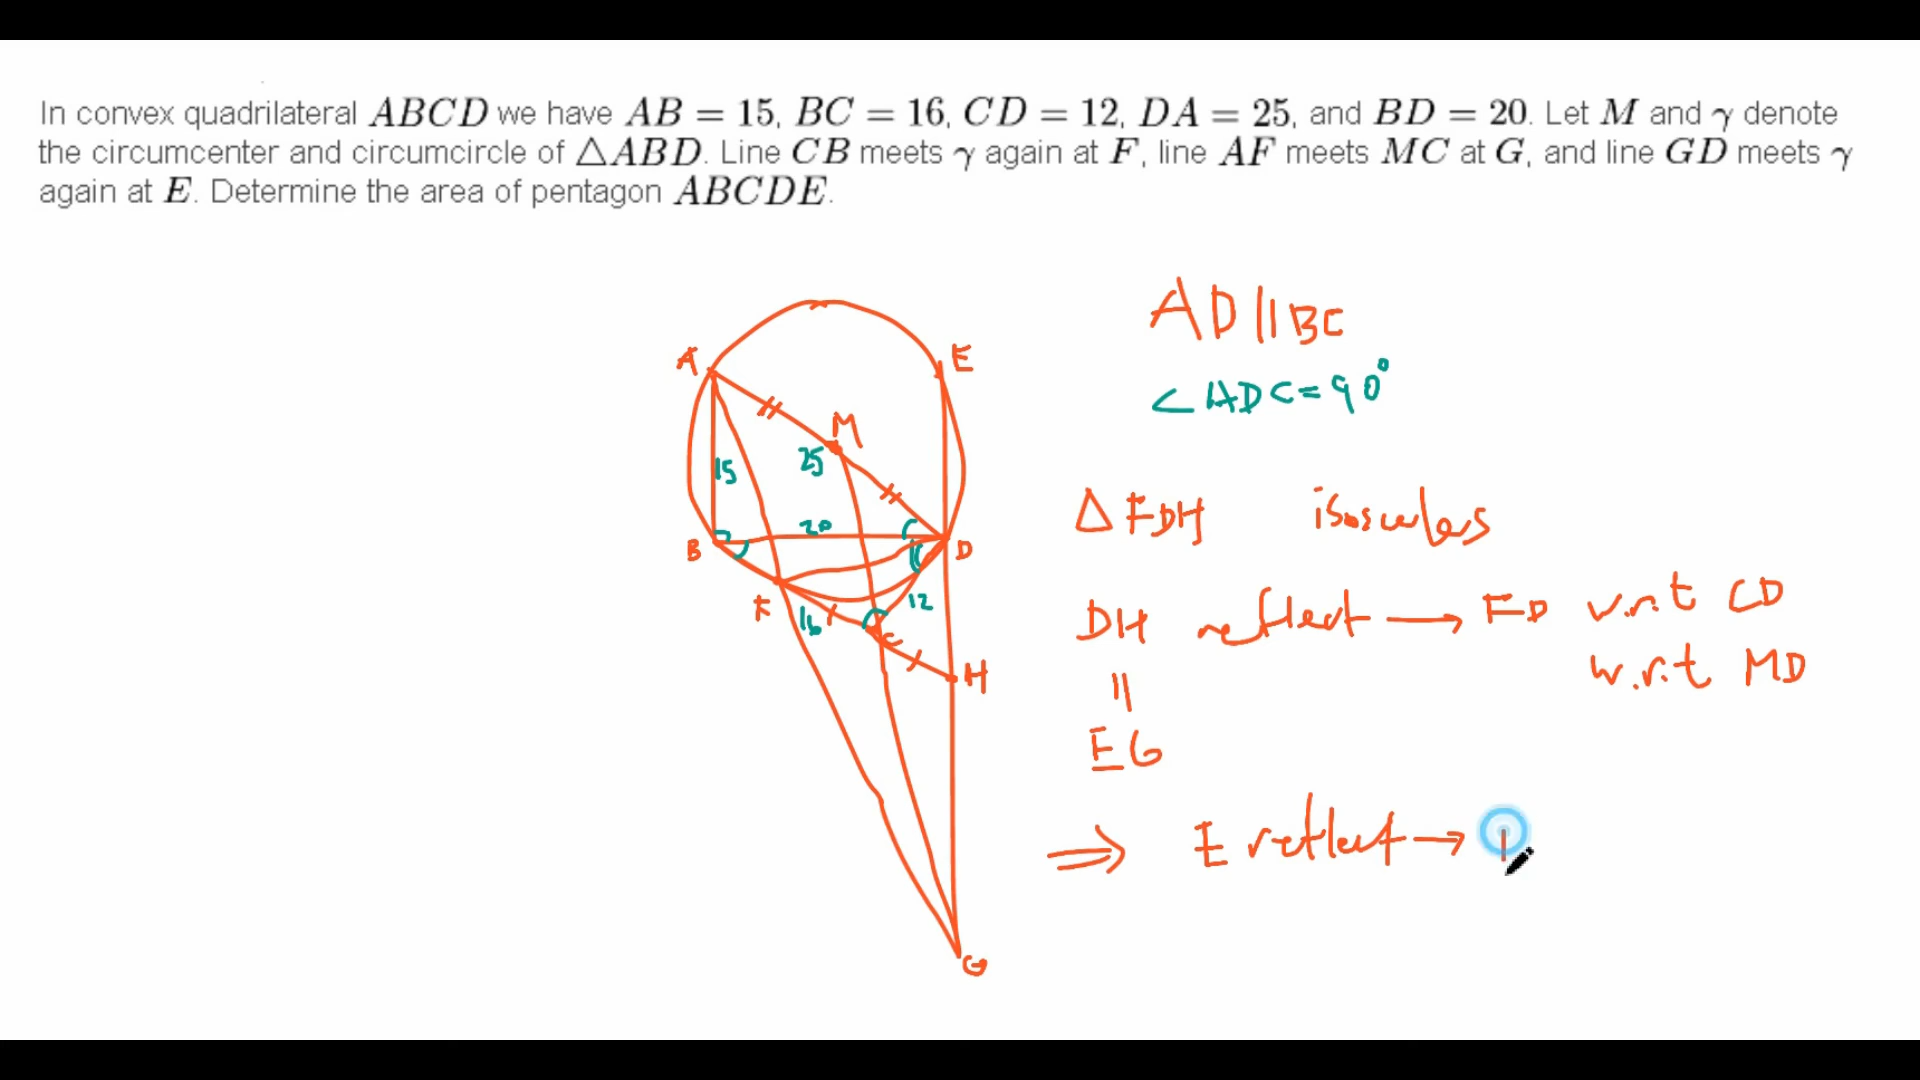 In convex quadrilateral ABCD we have AB = 15, BC = 16, CD = 12, DA = 25, and BD = 20. Let M and γ denote
the circumcenter and circumcircle of △ABD. Line CB meets γ again at F, line AF meets MC at G, and line GD meets γ
again at E. Determine the area of pentagon ABCDE.
AD||BC
A
E
∠ADC=90°
M
25
15
△FDH isosceles
20
B
D
F
16
12
C
DH reflect → FD w.r.t CD
H
w.r.t MD
||
EG
⇒ E reflect →
G